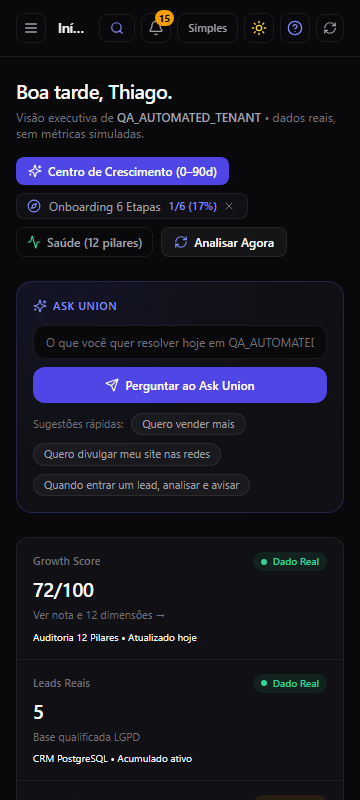 Iní...
15
Simples
Boa tarde, Thiago.
Visão executiva de QA_AUTOMATED_TENANT • dados reais,
sem métricas simuladas.
Centro de Crescimento (0–90d)
Onboarding 6 Etapas 1/6 (17%)
Saúde (12 pilares)
Analisar Agora
ASK UNION
O que você quer resolver hoje em QA_AUTOMATE
Perguntar ao Ask Union
Sugestões rápidas: Quero vender mais
Quero divulgar meu site nas redes
Quando entrar um lead, analisar e avisar
Growth Score
Dado Real
72/100
Ver nota e 12 dimensões →
Auditoria 12 Pilares • Atualizado hoje
Leads Reais
Dado Real
5
Base qualificada LGPD
CRM PostgreSQL • Acumulado ativo